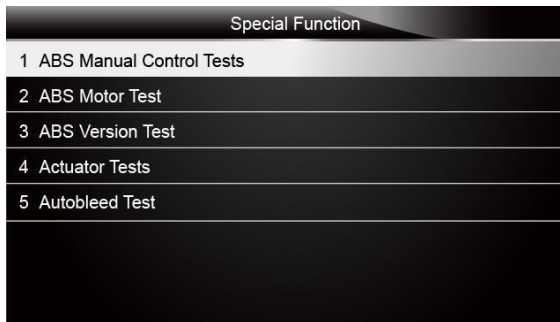 Special Function
1 ABS Manual Control Tests
2 ABS Motor Test
3 ABS Version Test
4 Actuator Tests
5 Autobleed Test